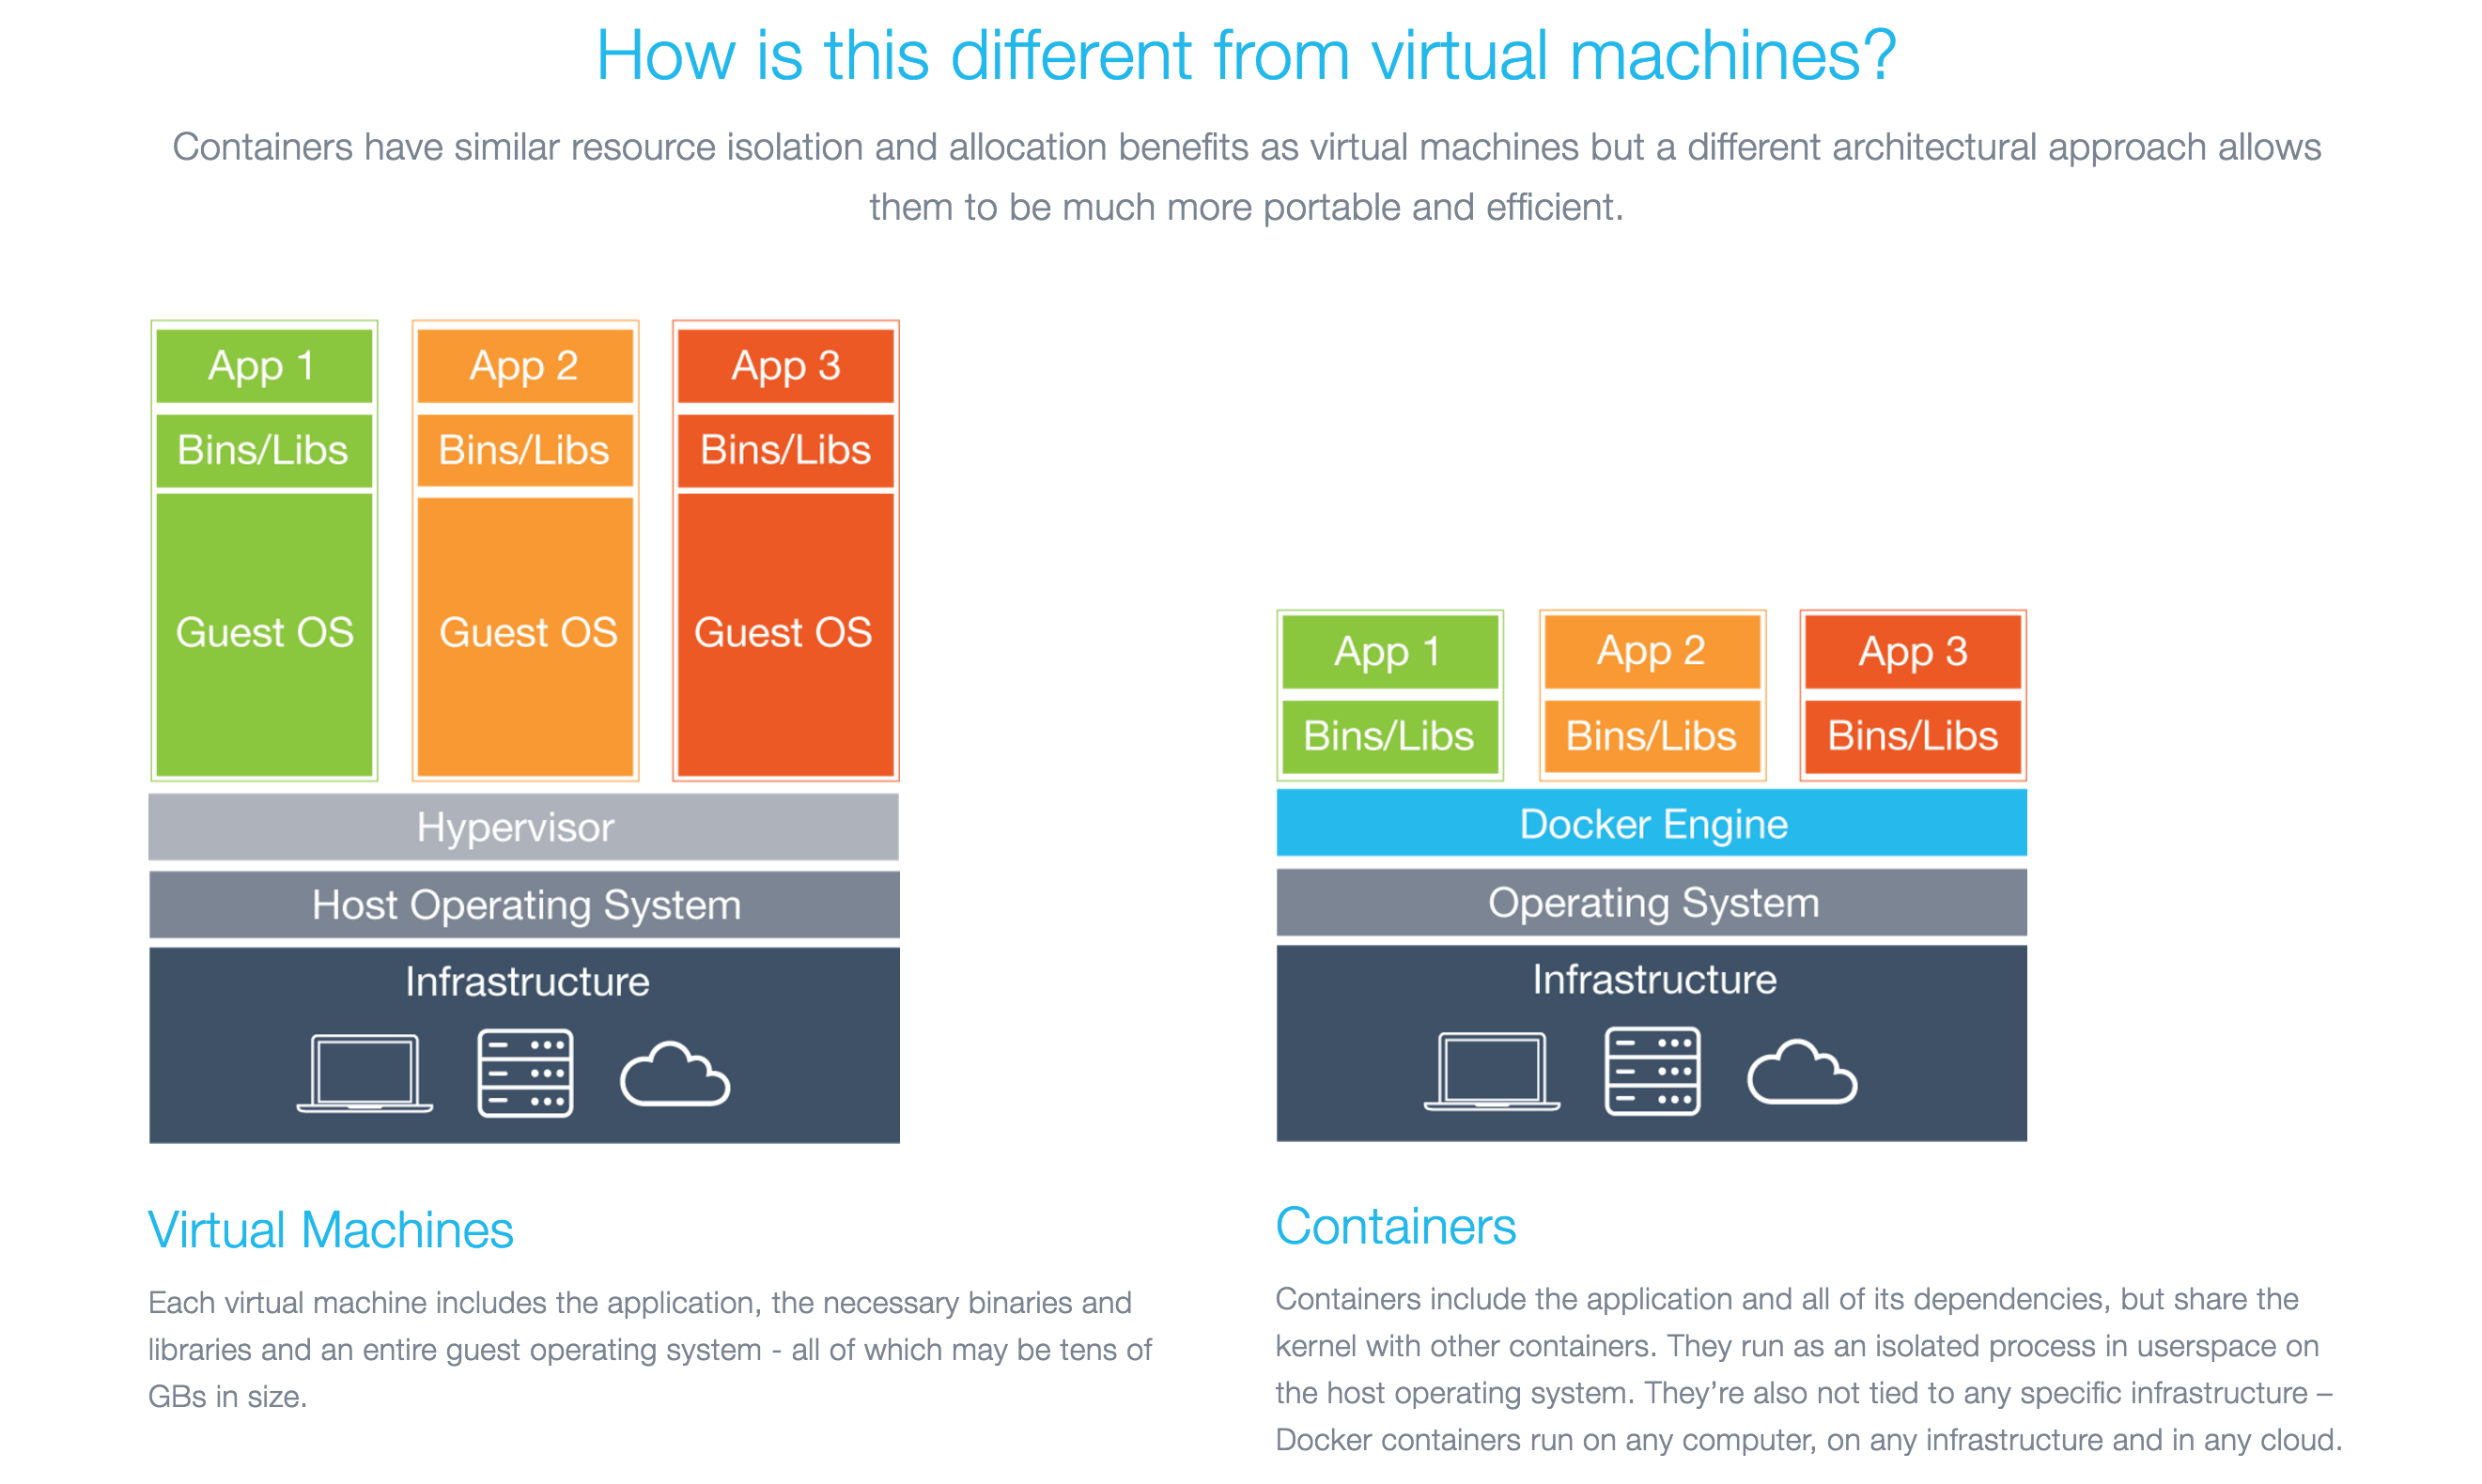 How is this different from virtual machines?
Containers have similar resource isolation and allocation benefits as virtual machines but a different architectural approach allows
them to be much more portable and efficient.
App 1
App 2
App 3
Bins/Libs
Bins/Libs
Bins/Libs
Guest OS
Guest OS
Guest OS
Hypervisor
Host Operating System
Infrastructure
Virtual Machines
Each virtual machine includes the application, the necessary binaries and
libraries and an entire guest operating system - all of which may be tens of
GBs in size.
App 1
App 2
App 3
Bins/Libs
Bins/Libs
Bins/Libs
Docker Engine
Operating System
Infrastructure
Containers
Containers include the application and all of its dependencies, but share the
kernel with other containers. They run as an isolated process in userspace on
the host operating system. They’re also not tied to any specific infrastructure –
Docker containers run on any computer, on any infrastructure and in any cloud.